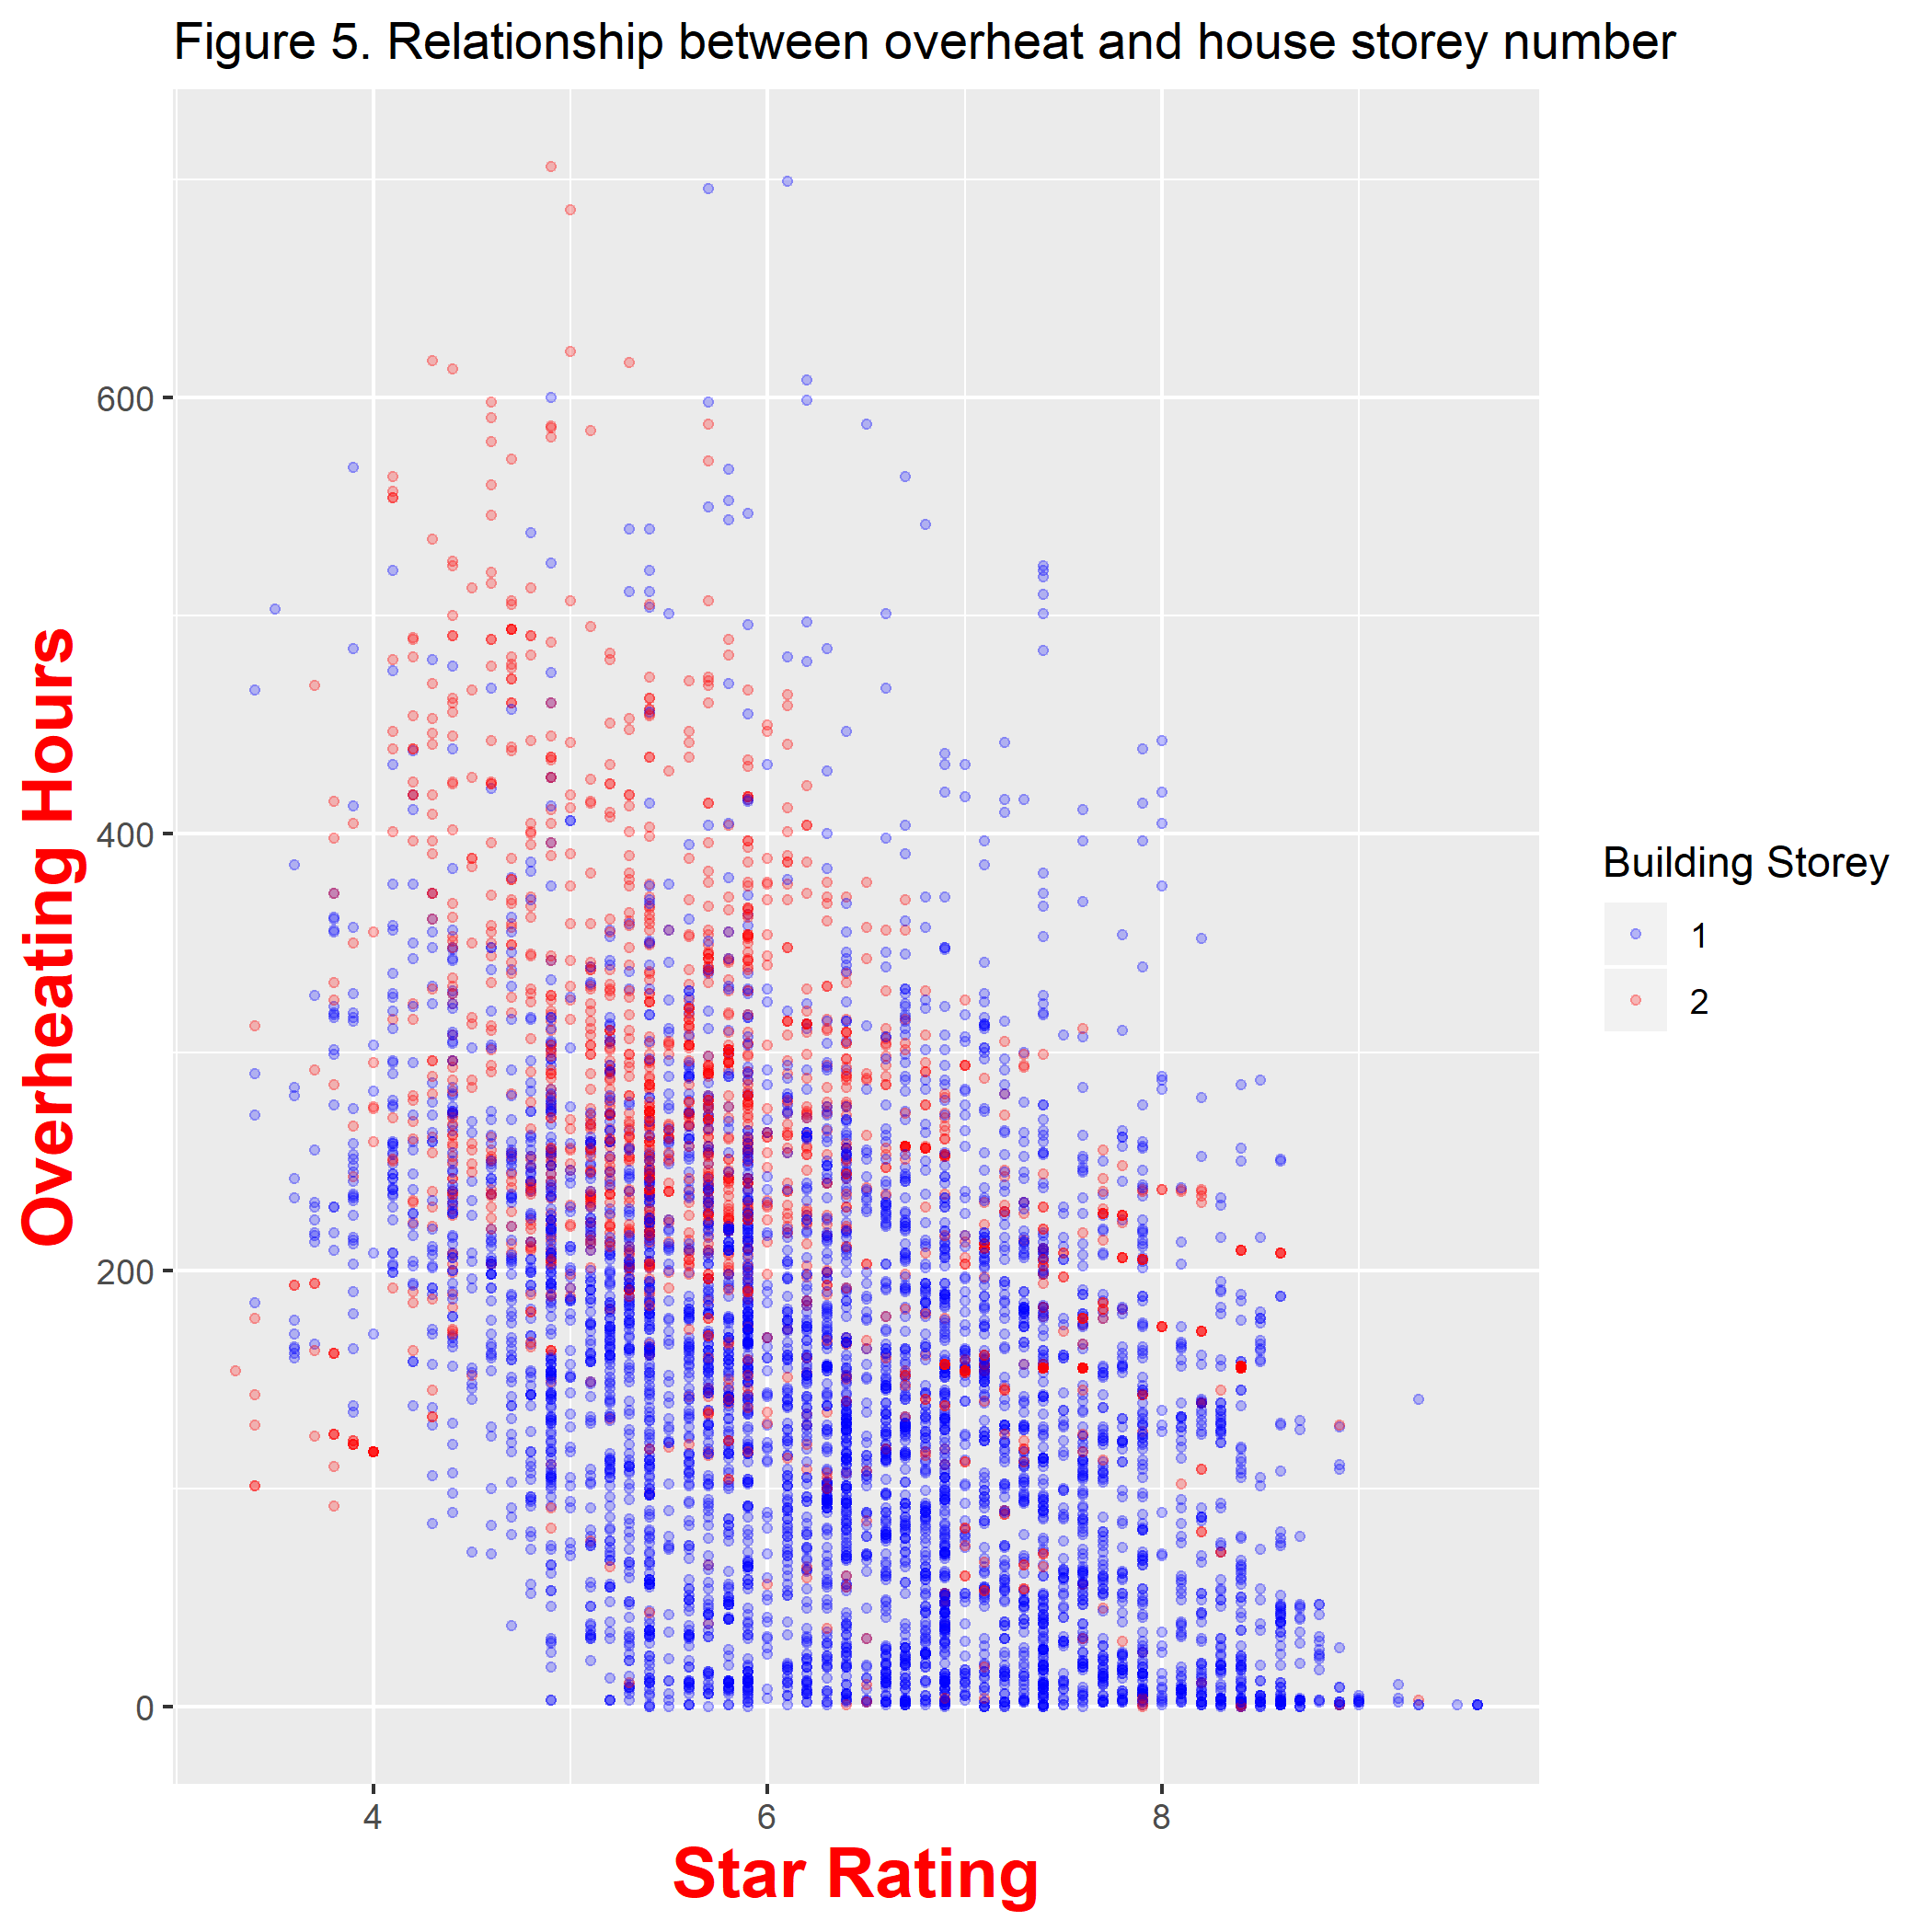 Figure 5. Relationship between overheat and house storey number
Overheating Hours
600
400
200
0
4
6
8
Star Rating
Building Storey
1
2